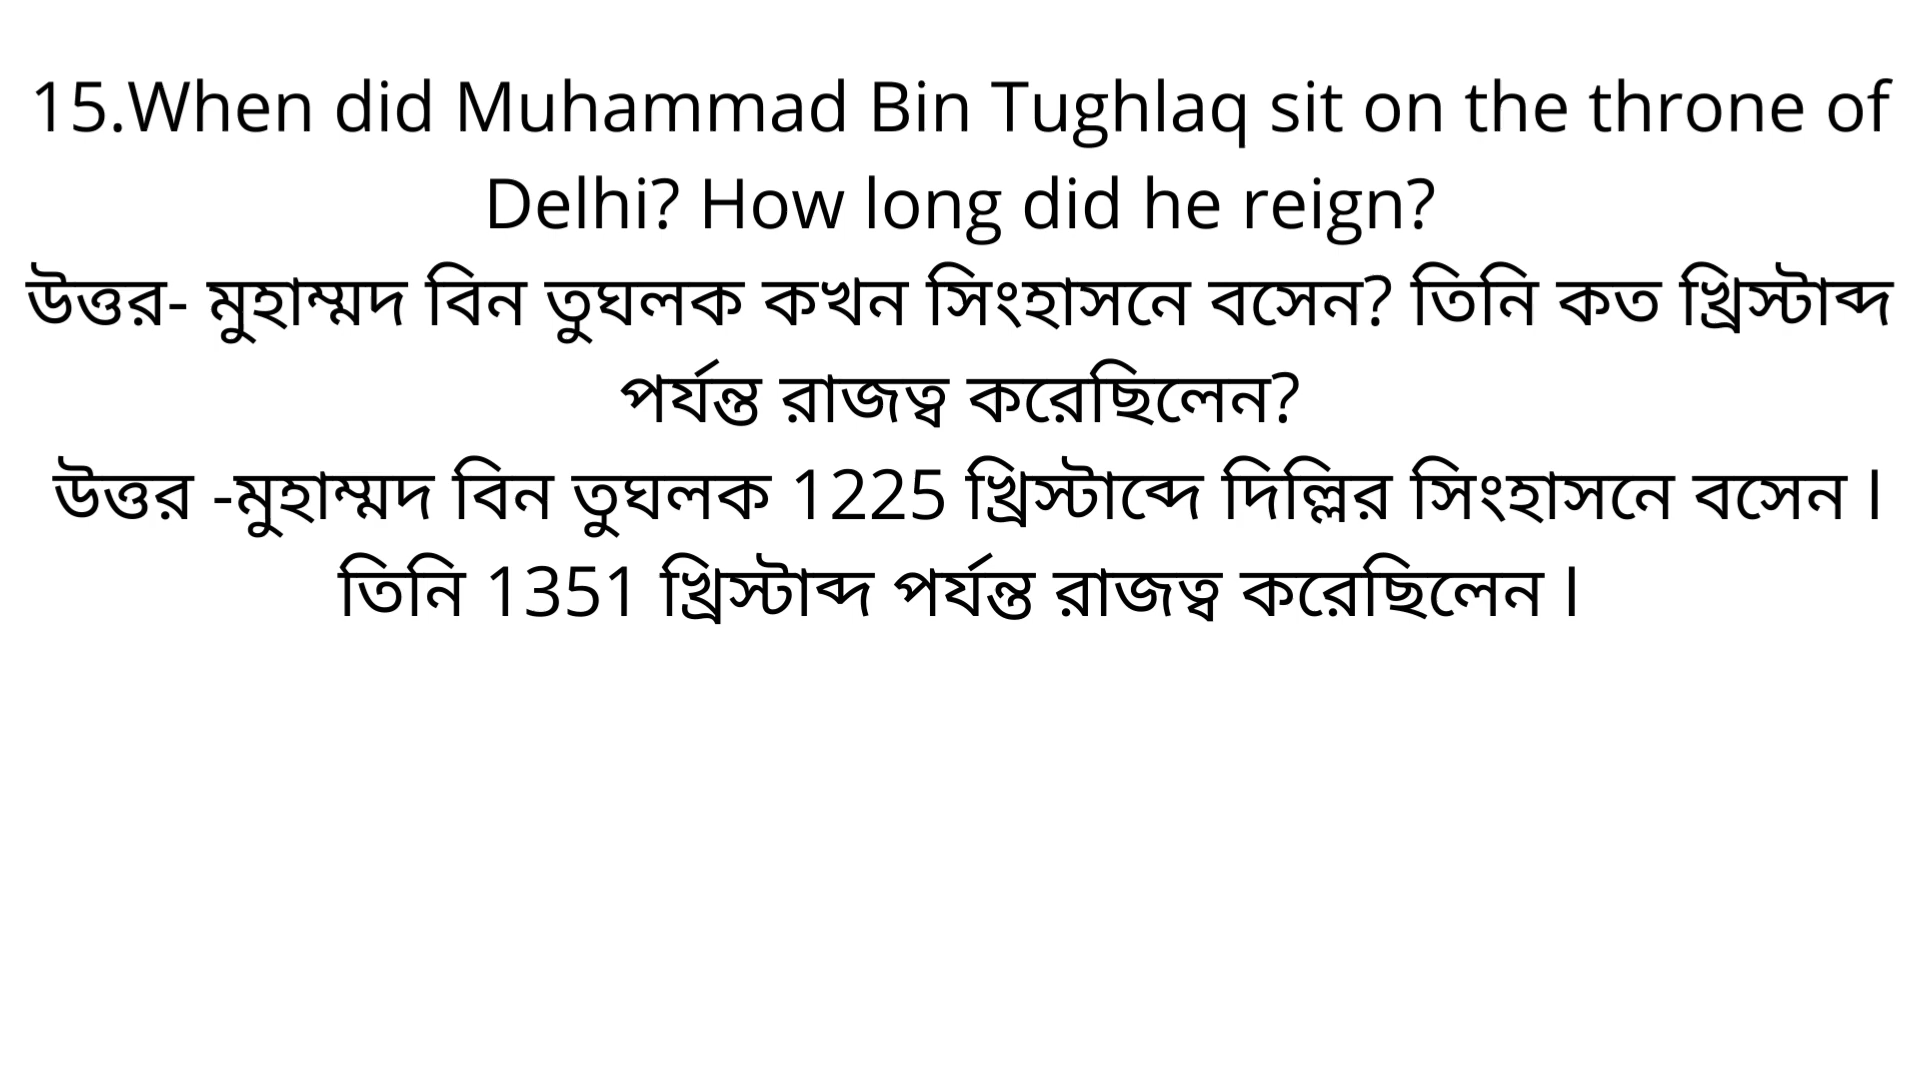 15.When did Muhammad Bin Tughlaq sit on the throne of
Delhi? How long did he reign?
উত্তর- মুহাম্মদ বিন তুঘলক কখন সিংহাসনে বসেন? তিনি কত খ্রিস্টাব্দ
পর্যন্ত রাজত্ব করেছিলেন?
উত্তর -মুহাম্মদ বিন তুঘলক 1225 খ্রিস্টাব্দে দিল্লির সিংহাসনে বসেন l
তিনি 1351 খ্রিস্টাব্দ পর্যন্ত রাজত্ব করেছিলেন l